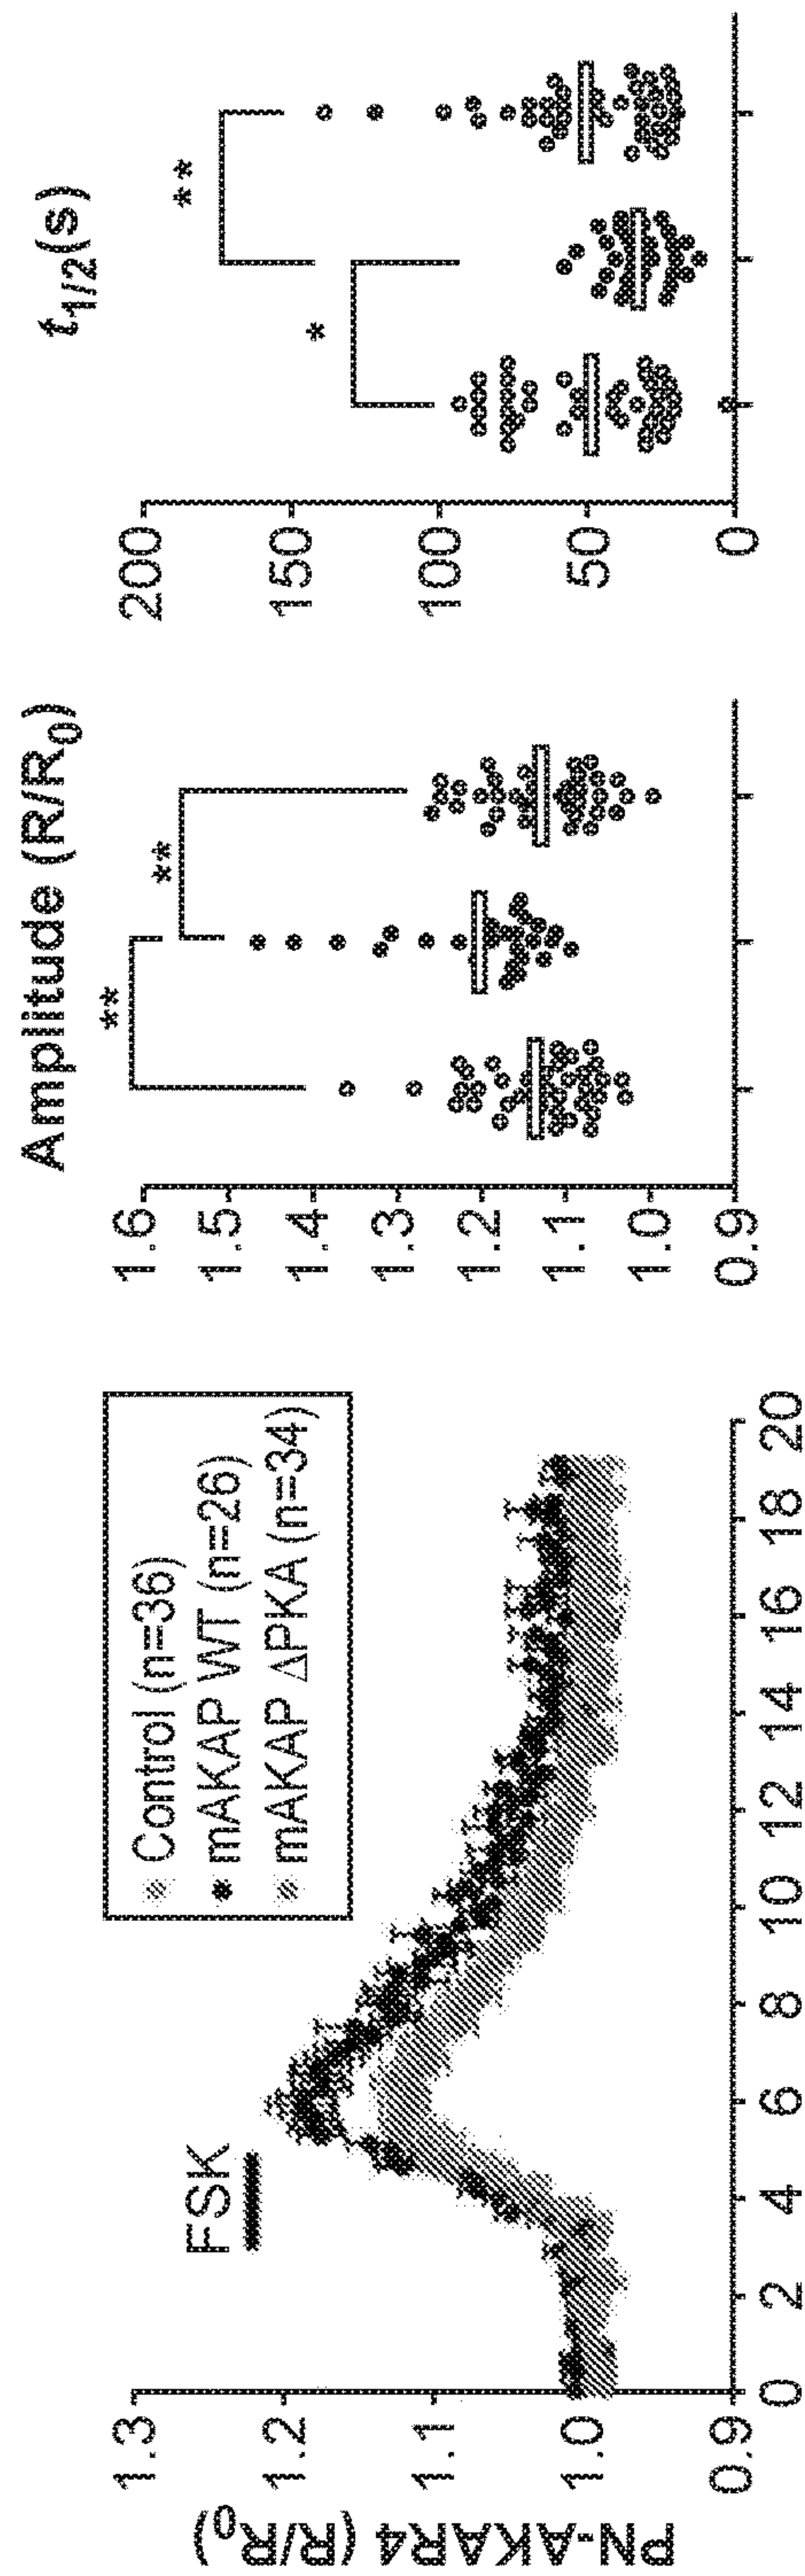 PN-AKAR4 (R/R0)
1.3
1.2
1.1
1.0
0.9
0 2 4 6 8 10 12 14 16 18 20
FSK
Control (n=36)
mAKAP WT (n=26)
mAKAP ΔPKA (n=34)
Amplitude (R/R0)
1.6
1.5
1.4
1.3
1.2
1.1
1.0
0.9
**
**
t1/2(s)
200
150
100
50
0
*
**